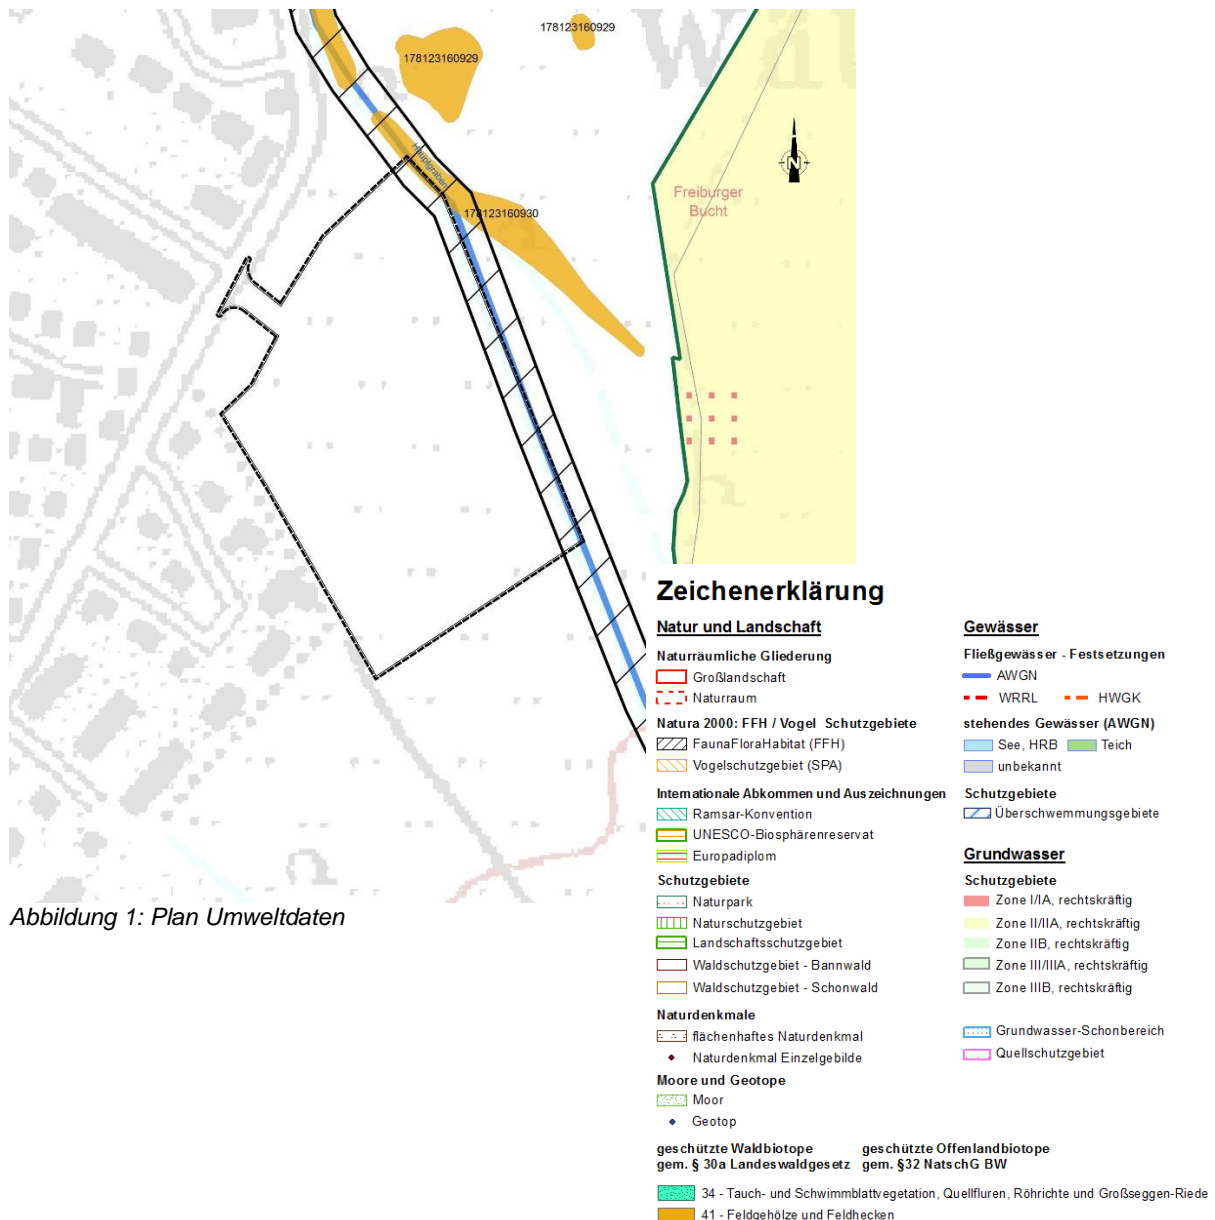 178123160929
178123160929
Hauptgraben
178123160930
Freiburger
Bucht
N
Abbildung 1: Plan Umweltdaten
Zeichenerklärung
Natur und Landschaft
Naturräumliche Gliederung
Großlandschaft
Naturraum
Natura 2000: FFH / Vogel Schutzgebiete
FaunaFloraHabitat (FFH)
Vogelschutzgebiet (SPA)
Internationale Abkommen und Auszeichnungen
Ramsar-Konvention
UNESCO-Biosphärenreservat
Europadiplom
Schutzgebiete
Naturpark
Naturschutzgebiet
Landschaftsschutzgebiet
Waldschutzgebiet - Bannwald
Waldschutzgebiet - Schonwald
Naturdenkmale
flächenhaftes Naturdenkmal
Naturdenkmal Einzelgebilde
Moore und Geotope
Moor
Geotop
Gewässer
Fließgewässer - Festsetzungen
AWGN
WRRL HWGK
stehendes Gewässer (AWGN)
See, HRB Teich
unbekannt
Schutzgebiete
Überschwemmungsgebiete
Grundwasser
Schutzgebiete
Zone I/IA, rechtskräftig
Zone II/IIA, rechtskräftig
Zone IIB, rechtskräftig
Zone III/IIIA, rechtskräftig
Zone IIIB, rechtskräftig
Grundwasser-Schonbereich
Quellschutzgebiet
geschützte Waldbiotope geschützte Offenlandbiotope
gem. § 30a Landeswaldgesetz gem. §32 NatschG BW
34 - Tauch- und Schwimmblattvegetation, Quellfluren, Röhrichte und Großseggen-Riede
41 - Feldgehölze und Feldhecken